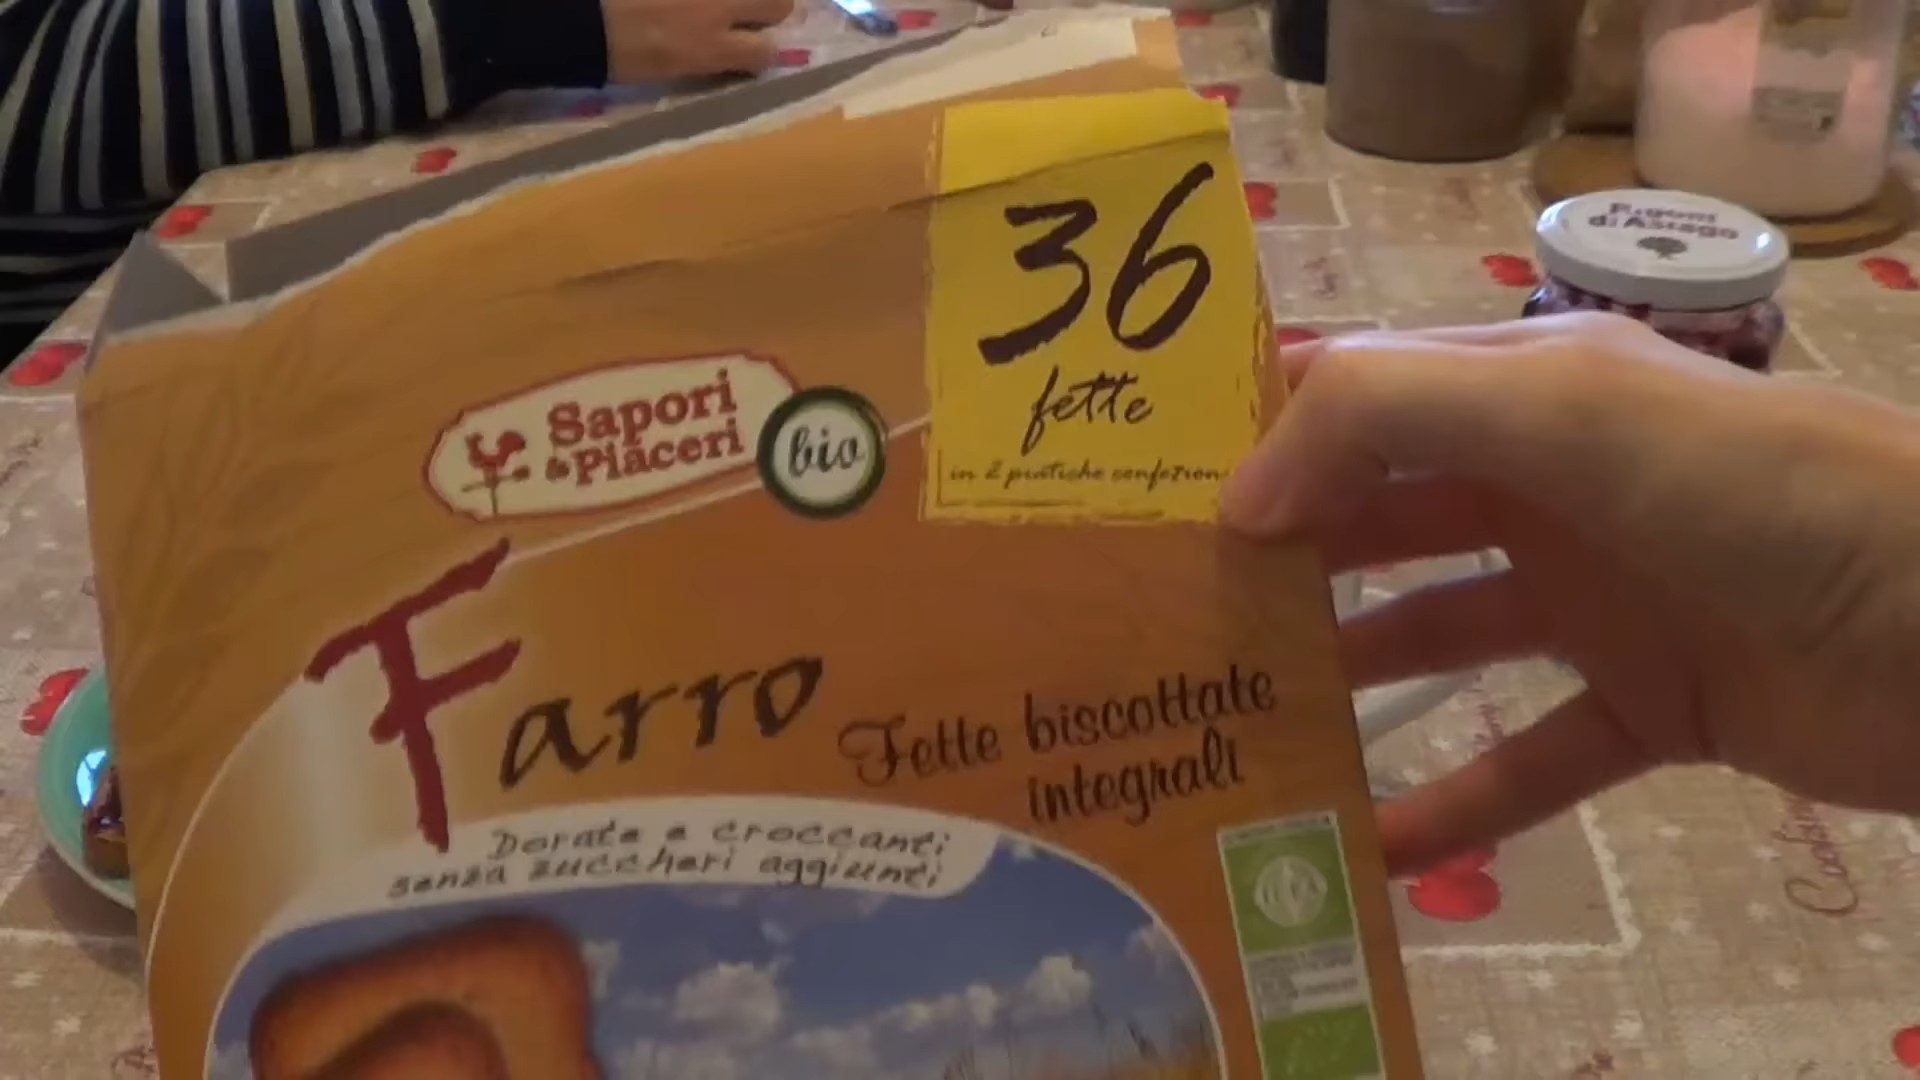 36
fette
in 2 pratiche confezioni
Rigoni
di Asiago
Sapori
& Piaceri
bio
Farro
Fette biscottate
integrali
Dorate e croccanti
senza zuccheri aggiunti